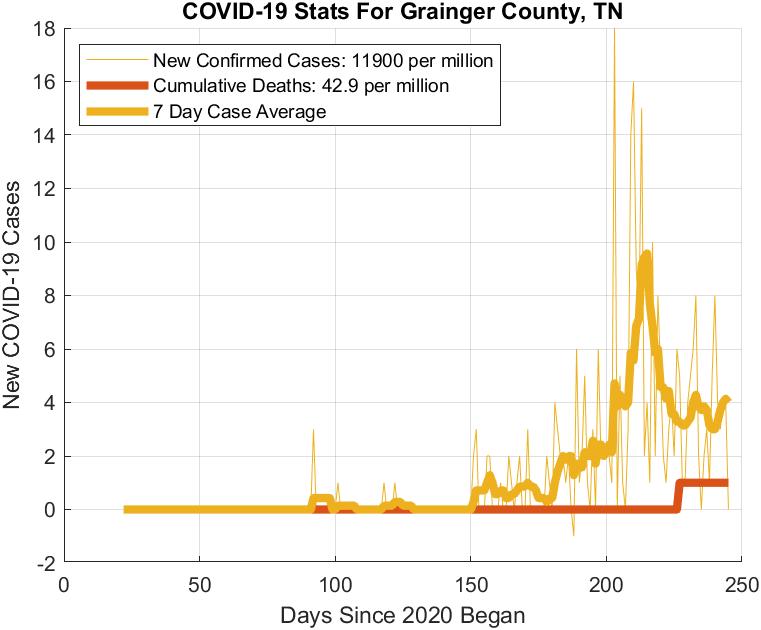 COVID-19 Stats For Grainger County, TN
New Confirmed Cases: 11900 per million
Cumulative Deaths: 42.9 per million
7 Day Case Average
New COVID-19 Cases
18
16
14
12
10
8
6
4
2
0
-2
0 50 100 150 200 250
Days Since 2020 Began